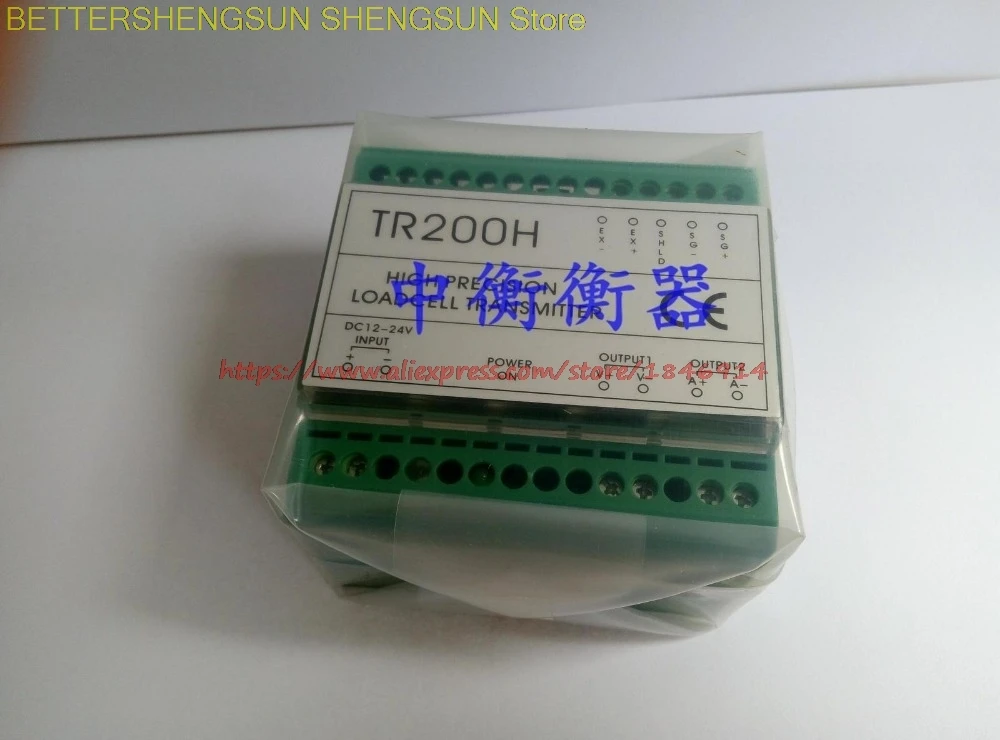 BETTERSHENGSUN SHENGSUN Store
TR200H
EX-
EX+
SHLD
SG-
SG+
HIGH PRECISION
LOADCELL TRANSMITTER
中衡衡器
CE
DC12-24V
INPUT
+
-
POWER
ON
OUTPUT1
V+
V-
OUTPUT2
A+
A-
https://www.aliexpress.com/store/1846414